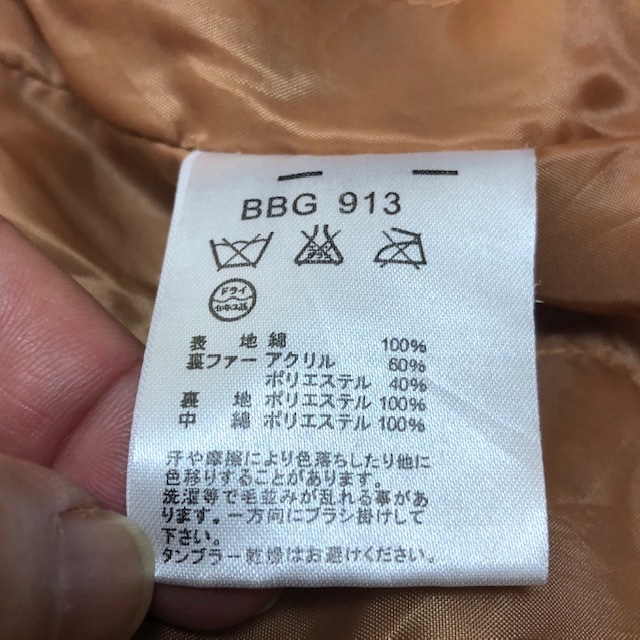 BBG 913
ドライ
セキユ系
表 地 綿 100%
裏ファー アクリル 60%
ポリエステル 40%
裏 地 ポリエステル 100%
中 綿 ポリエステル 100%
汗や摩擦により色落ちしたり他に
色移りすることがあります。
洗濯等で毛並みが乱れる事があ
ります。一方向にブラシ掛けして
下さい。
タンブラー乾燥はお避けください。